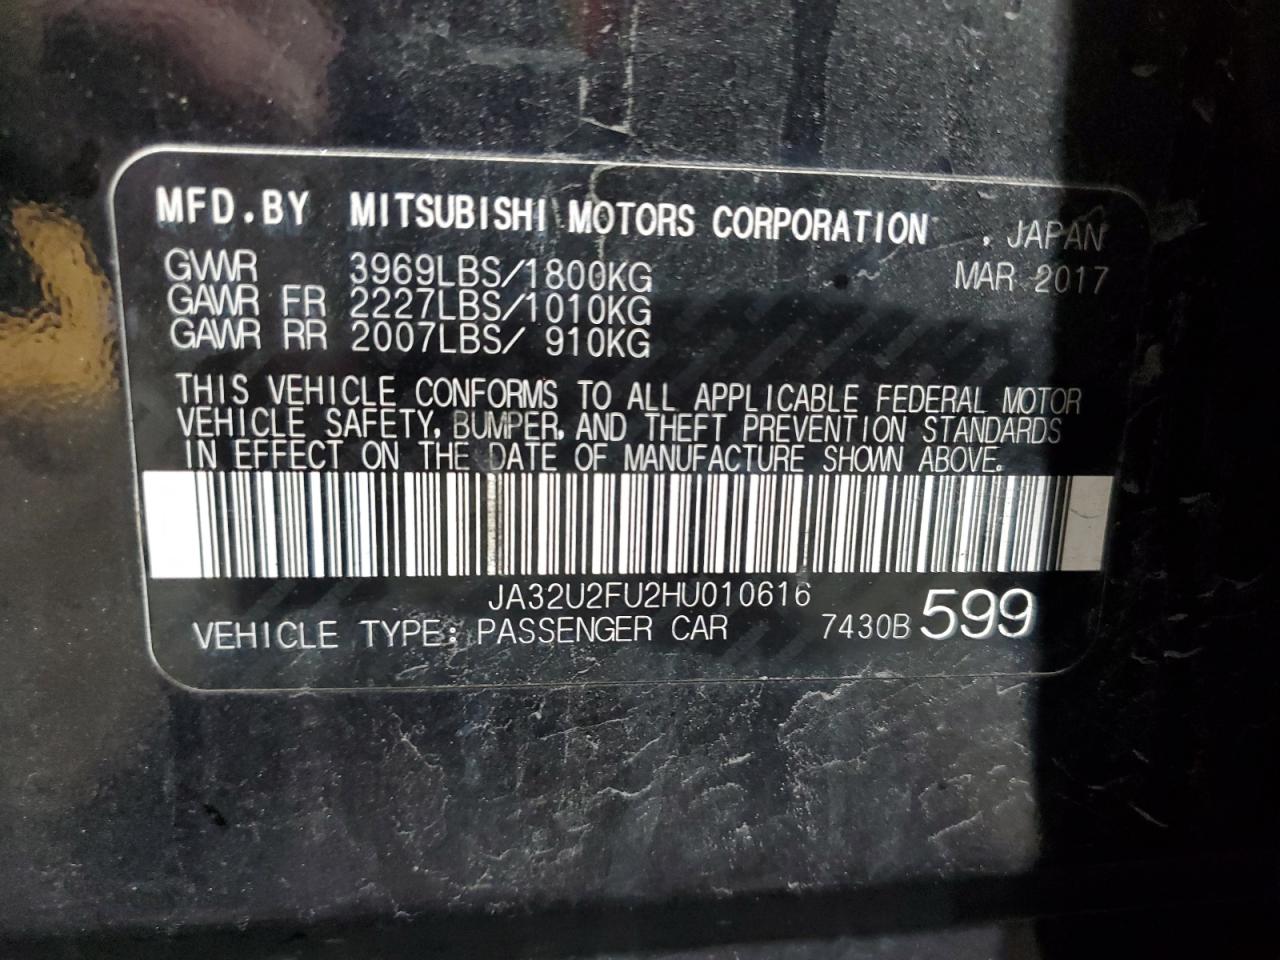 MFD.BY MITSUBISHI MOTORS CORPORATION . JAPAN
GVWR 3969LBS/1800KG MAR 2017
GAWR FR 2227LBS/1010KG
GAWR RR 2007LBS/ 910KG
THIS VEHICLE CONFORMS TO ALL APPLICABLE FEDERAL MOTOR
VEHICLE SAFETY, BUMPER, AND THEFT PREVENTION STANDARDS
IN EFFECT ON THE DATE OF MANUFACTURE SHOWN ABOVE.
JA32U2FU2HU010616
VEHICLE TYPE: PASSENGER CAR 7430B 599